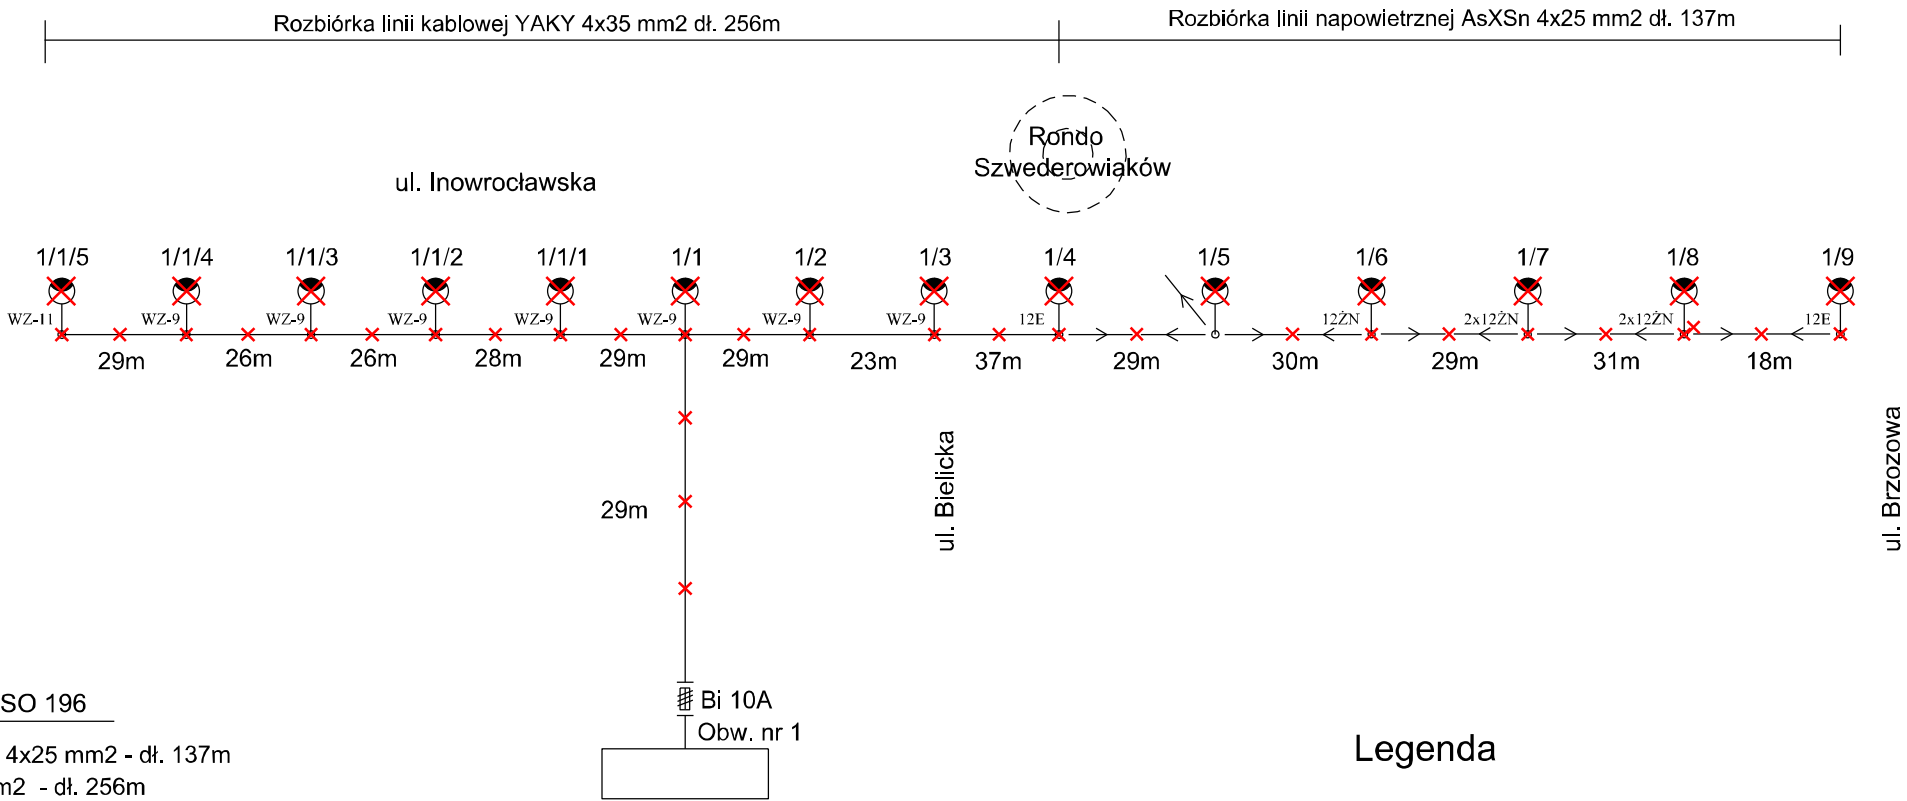 Rozbiórka linii kablowej YAKY 4x35 mm2 dł. 256m
Rozbiórka linii napowietrznej AsXSn 4x25 mm2 dł. 137m
Rondo
Szwederowiaków
ul. Inowrocławska
1/1/5 1/1/4 1/1/3 1/1/2 1/1/1 1/1 1/2 1/3 1/4 1/5 1/6 1/7 1/8 1/9
WZ-11 WZ-9 WZ-9 WZ-9 WZ-9 WZ-9 WZ-9 WZ-9 12E 12ŻN 2x12ŻN 2x12ŻN 12E
29m 26m 26m 28m 29m 29m 23m 37m 29m 30m 29m 31m 18m
ul. Bielicka
ul. Brzozowa
29m
SO 196
Bi 10A
Obw. nr 1
4x25 mm2 - dł. 137m
m2 - dł. 256m
Legenda